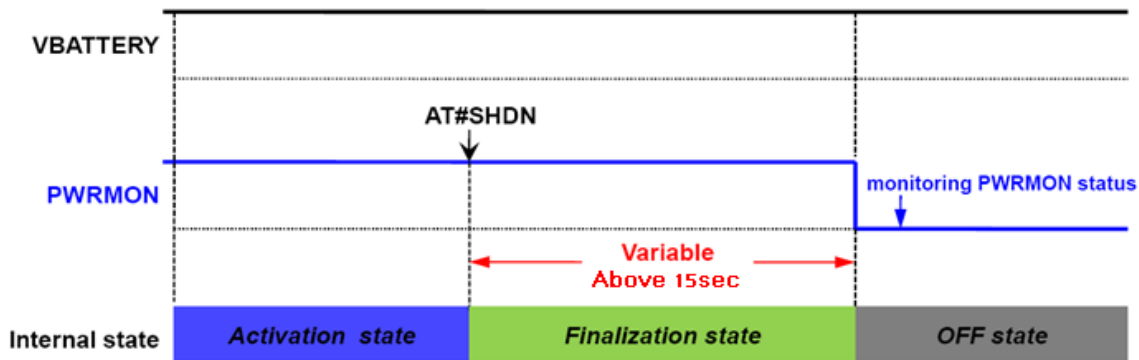 VBATTERY
AT#SHDN
PWRMON
monitoring PWRMON status
Variable
Above 15sec
Internal state
Activation state
Finalization state
OFF state